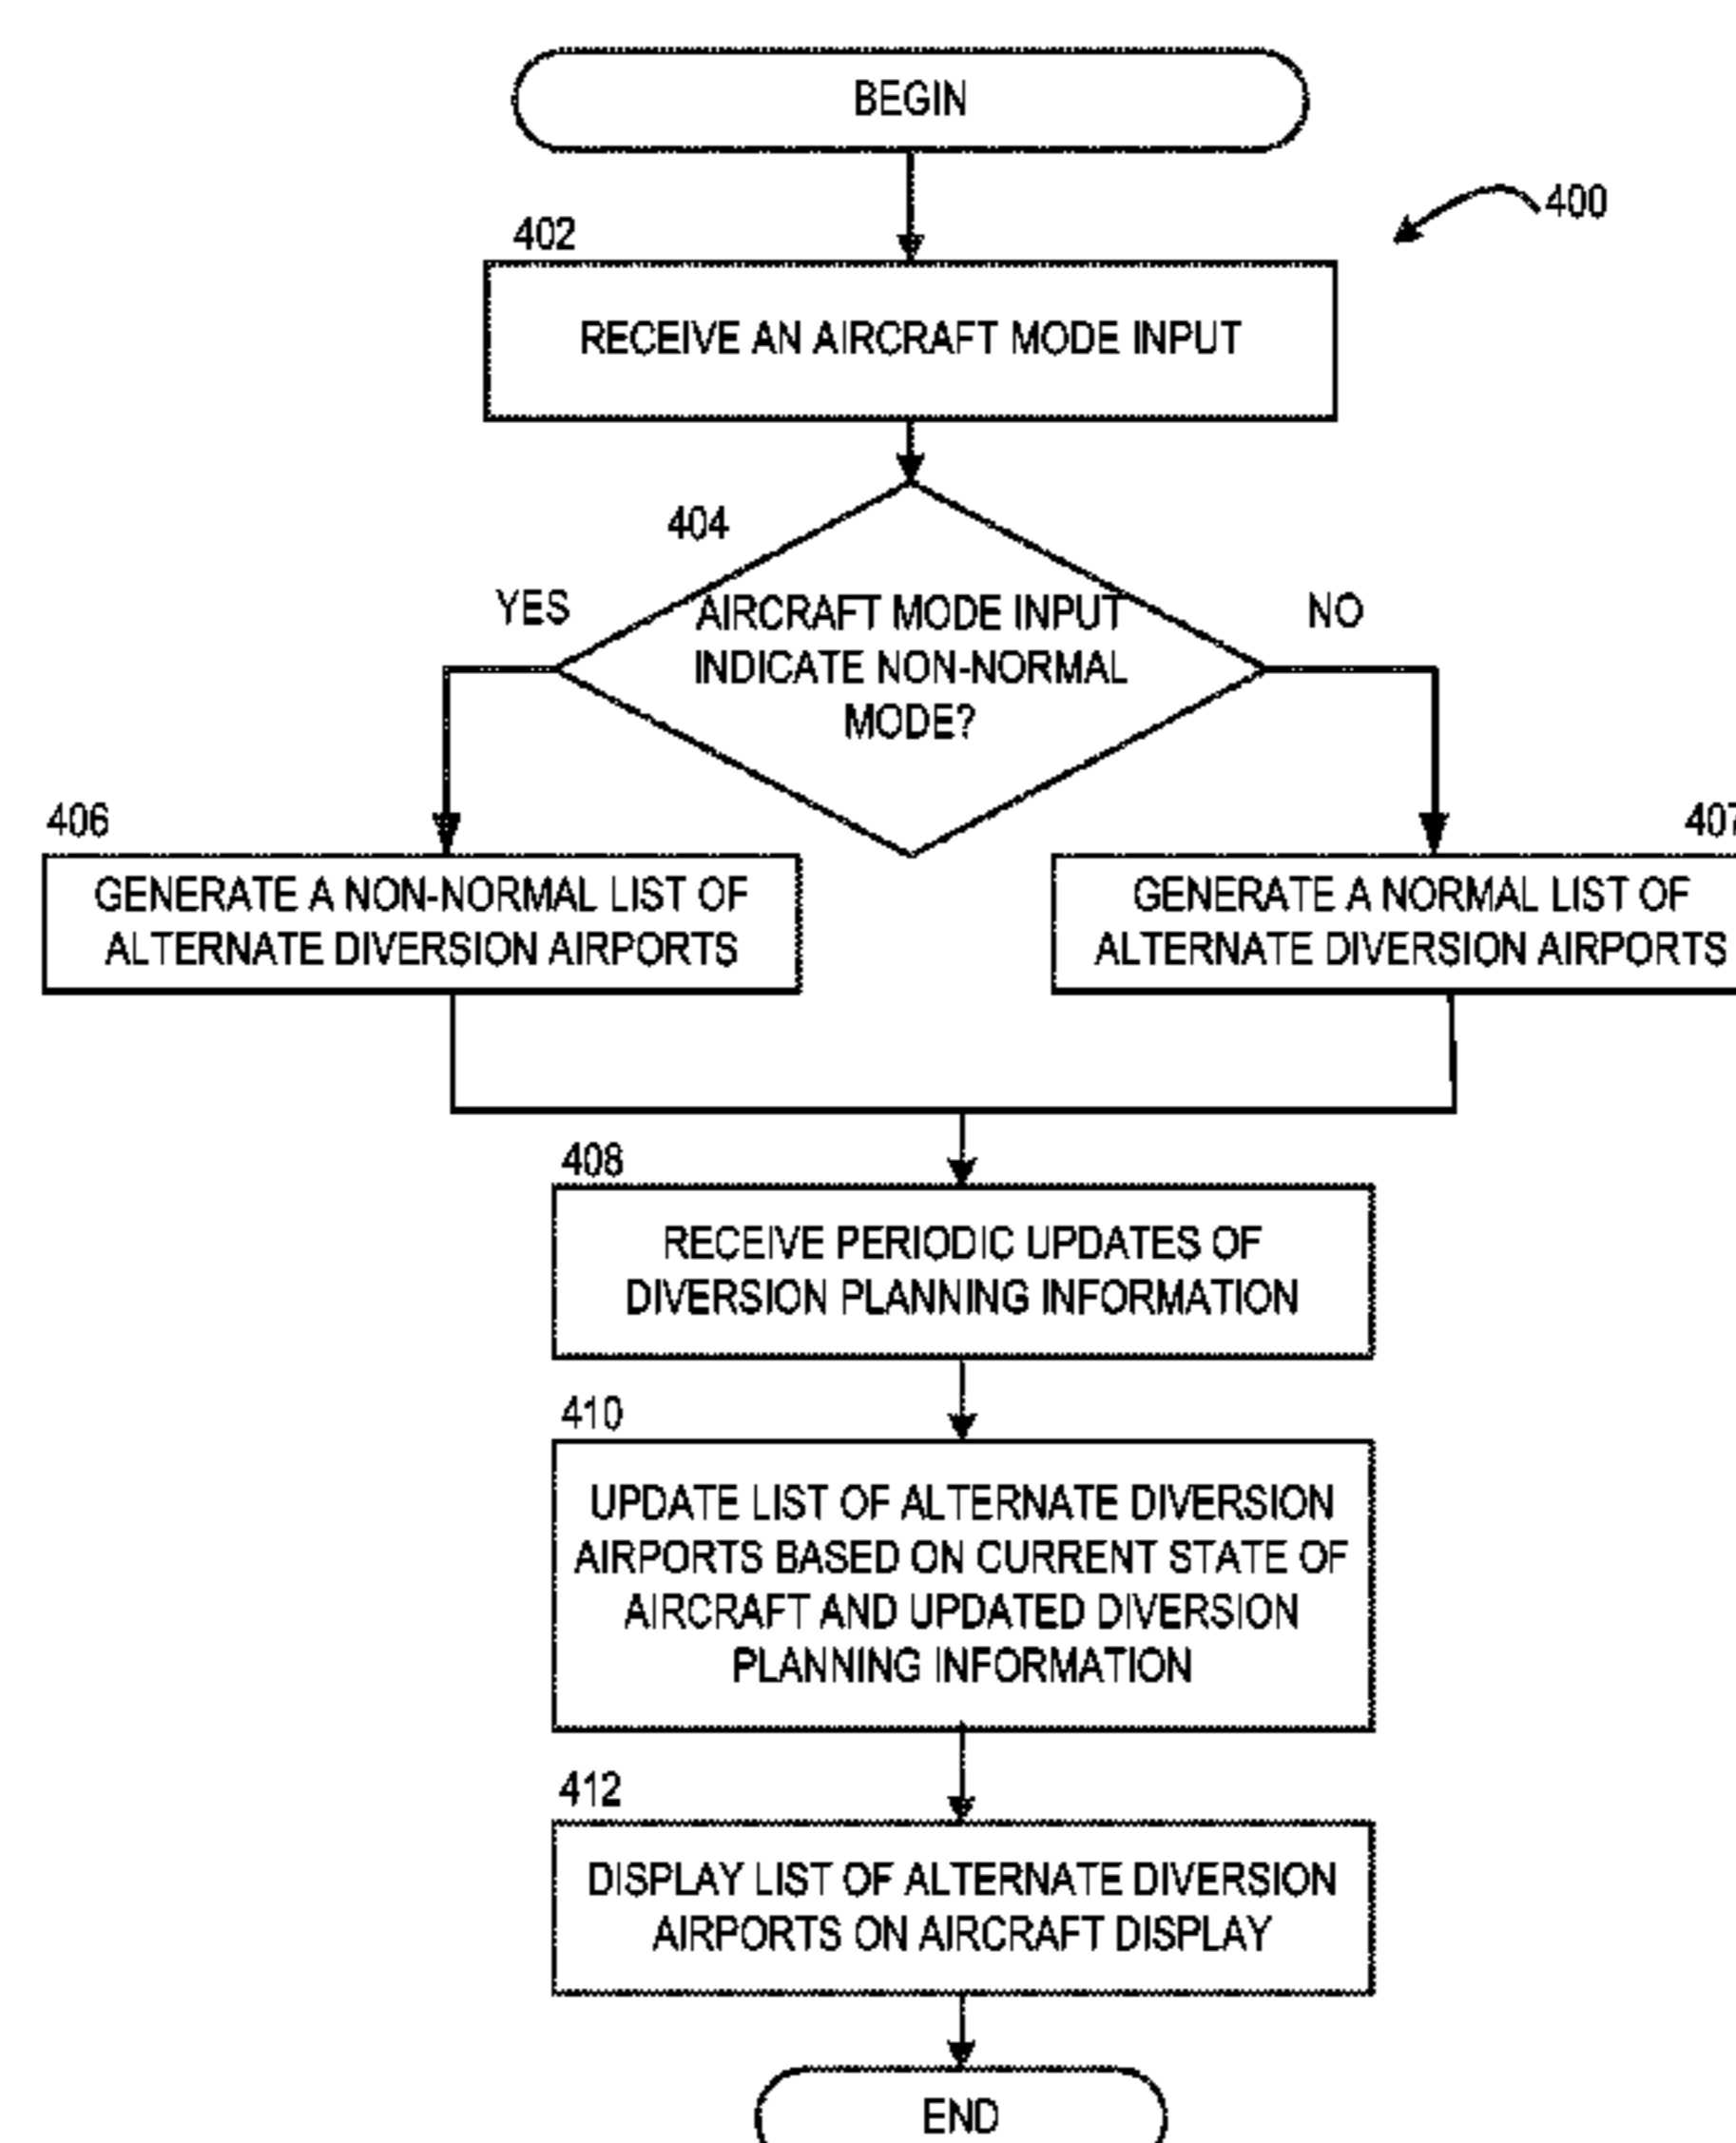 BEGIN
400
402
RECEIVE AN AIRCRAFT MODE INPUT
404
YES
AIRCRAFT MODE INPUT
INDICATE NON-NORMAL
MODE?
NO
406
GENERATE A NON-NORMAL LIST OF
ALTERNATE DIVERSION AIRPORTS
407
GENERATE A NORMAL LIST OF
ALTERNATE DIVERSION AIRPORTS
408
RECEIVE PERIODIC UPDATES OF
DIVERSION PLANNING INFORMATION
410
UPDATE LIST OF ALTERNATE DIVERSION
AIRPORTS BASED ON CURRENT STATE OF
AIRCRAFT AND UPDATED DIVERSION
PLANNING INFORMATION
412
DISPLAY LIST OF ALTERNATE DIVERSION
AIRPORTS ON AIRCRAFT DISPLAY
END